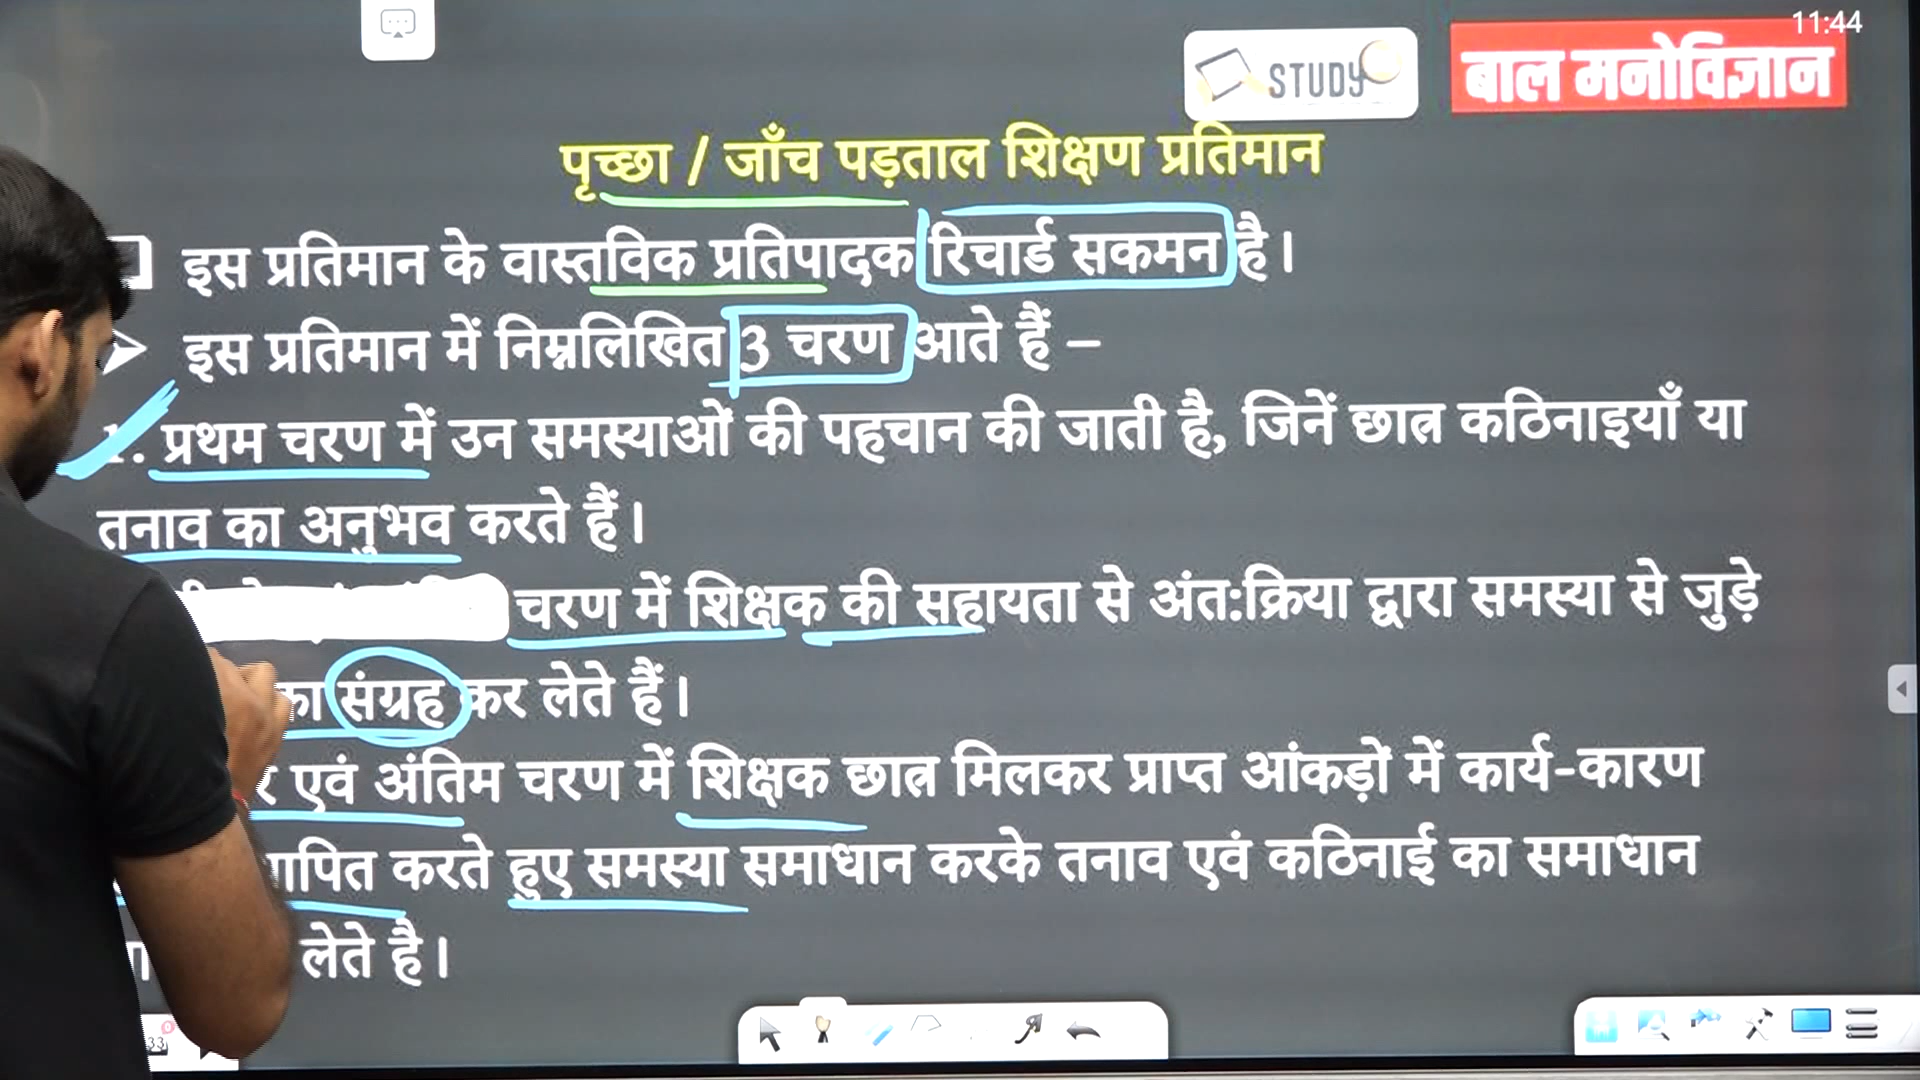 11:44
STUDY
बाल मनोविज्ञान
पृच्छा / जाँच पड़ताल शिक्षण प्रतिमान
इस प्रतिमान के वास्तविक प्रतिपादक रिचार्ड सकमन है।
इस प्रतिमान में निम्नलिखित 3 चरण आते हैं –
1. प्रथम चरण में उन समस्याओं की पहचान की जाती है, जिनें छात्र कठिनाइयाँ या
तनाव का अनुभव करते हैं।
चरण में शिक्षक की सहायता से अंत:क्रिया द्वारा समस्या से जुड़े
का संग्रह कर लेते हैं।
एवं अंतिम चरण में शिक्षक छात्र मिलकर प्राप्त आंकड़ों में कार्य-कारण
करते हुए समस्या समाधान करके तनाव एवं कठिनाई का समाधान
लेते है।
33